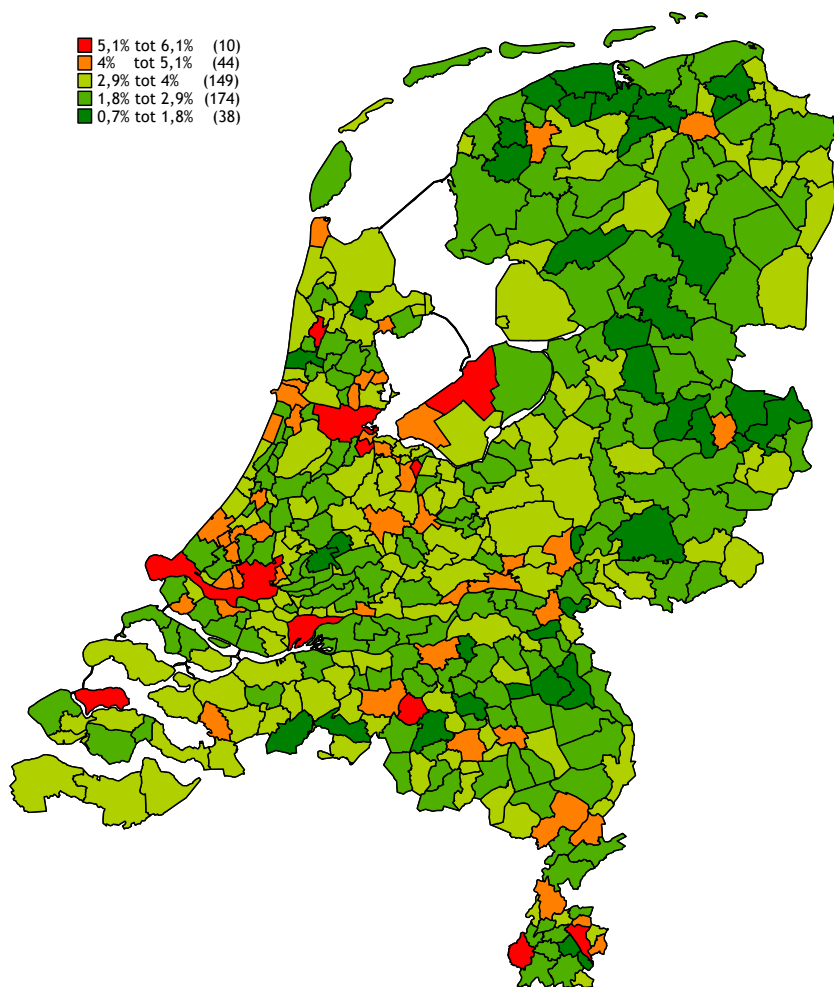 5,1% tot 6,1% (10)
4% tot 5,1% (44)
2,9% tot 4% (149)
1,8% tot 2,9% (174)
0,7% tot 1,8% (38)